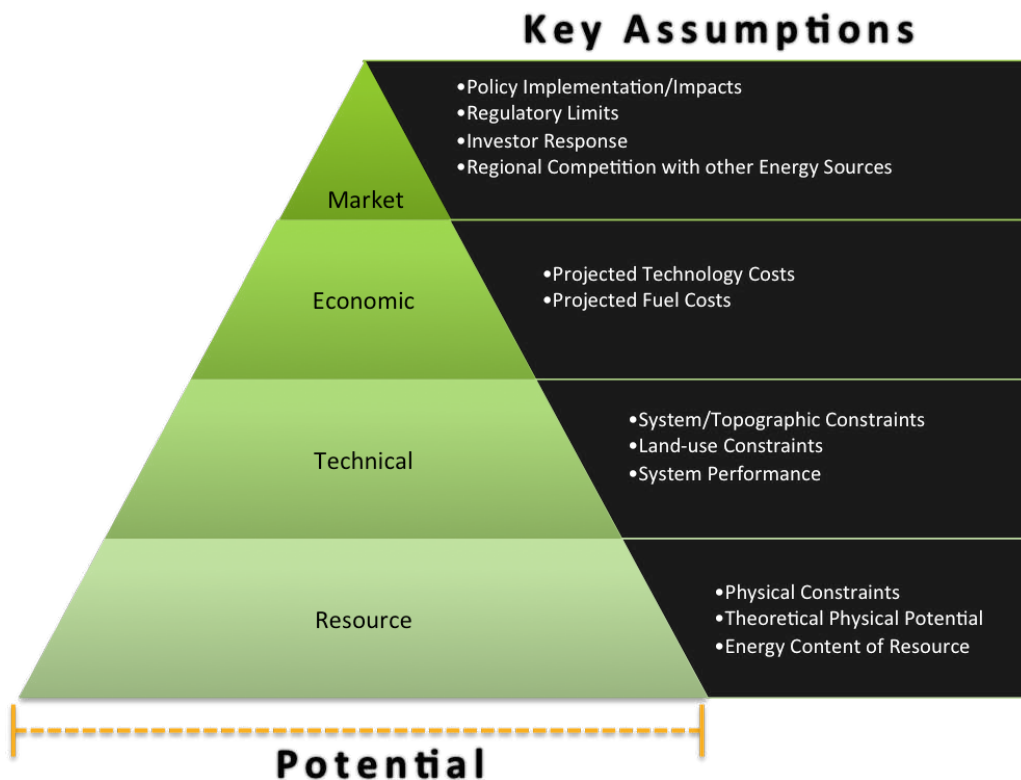 Key Assumptions
•Policy Implementation/Impacts
•Regulatory Limits
•Investor Response
•Regional Competition with other Energy Sources
Market
•Projected Technology Costs
•Projected Fuel Costs
Economic
•System/Topographic Constraints
•Land-use Constraints
•System Performance
Technical
•Physical Constraints
•Theoretical Physical Potential
•Energy Content of Resource
Resource
Potential